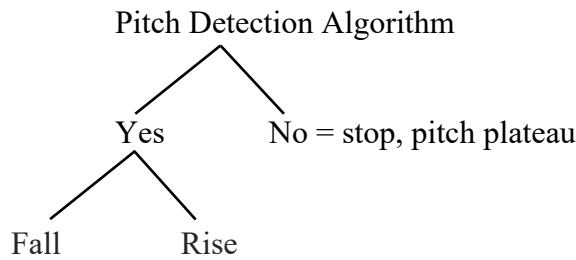 Pitch Detection Algorithm
Yes No = stop, pitch plateau
Fall Rise